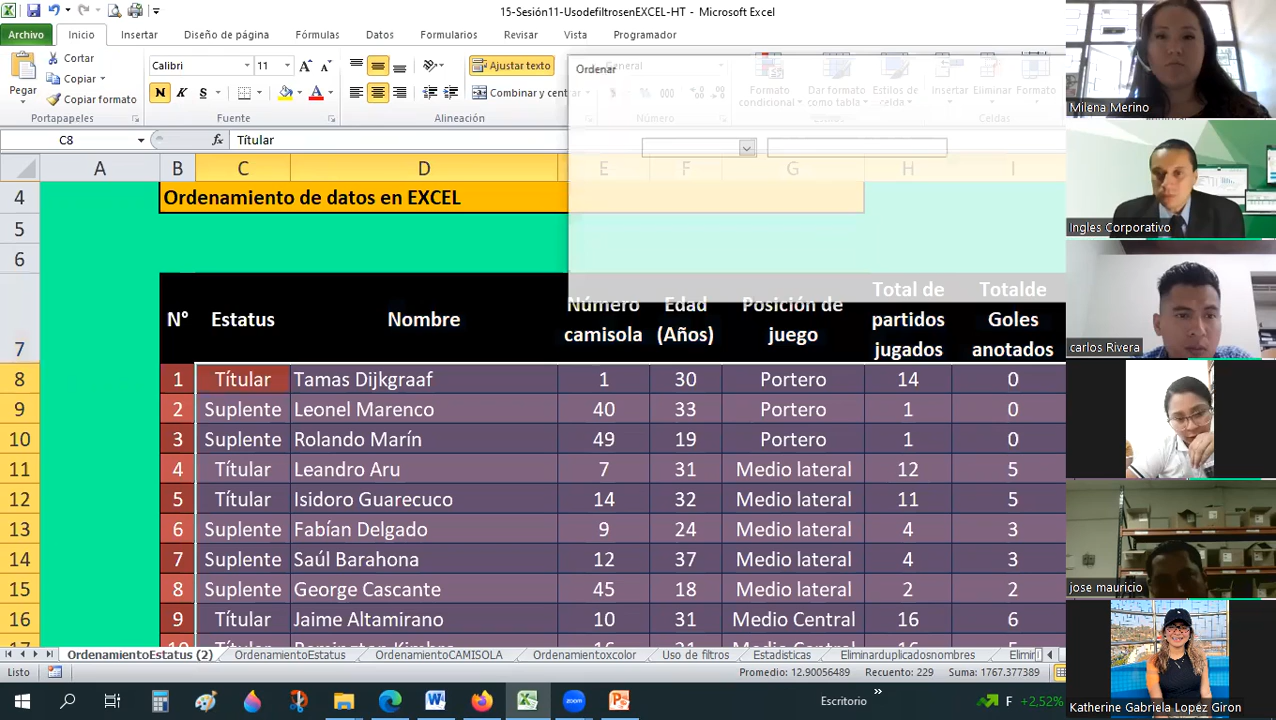 15-Sesión11-UsodefiltrosenEXCEL-HT - Microsoft Excel
Archivo Inicio Insertar Diseño de página Fórmulas Datos Revisar Vista Programador
Cortar
Copiar
Copiar formato
Pegar
Portapapeles
Calibri 11
N K S
Fuente
Ajustar texto
Combinar y cent
Alineación
Ordenar
General
000
Número
Formato condicional
Dar formato como tabla
Estilos de celda
Insertar Eliminar Formato
Celdas
C8 fx Títular
A B C D E F G H I
4 Ordenamiento de datos en EXCEL
5
6
7 N° Estatus Nombre Número camisola Edad (Años) Posición de juego Total de partidos jugados Totalde Goles anotados
8 1 Títular Tamas Dijkgraaf 1 30 Portero 14 0
9 2 Suplente Leonel Marenco 40 33 Portero 1 0
10 3 Suplente Rolando Marín 49 19 Portero 1 0
11 4 Títular Leandro Aru 7 31 Medio lateral 12 5
12 5 Títular Isidoro Guarecuco 14 32 Medio lateral 11 5
13 6 Suplente Fabían Delgado 9 24 Medio lateral 4 3
14 7 Suplente Saúl Barahona 12 37 Medio lateral 4 3
15 8 Suplente George Cascante 45 18 Medio lateral 2 2
16 9 Títular Jaime Altamirano 10 31 Medio Central 16 6
OrdenamientoEstatus (2) OrdenamientoEstatus OrdenamientoCAMISOLA Ordenamientoxcolor Uso de filtros Estadísticas Eliminarduplicadosnombres Elimir
Listo Promedio: 12.90056489 Recuento: 229 Suma: 1767.377389
Escritorio » F +2,52%
Milena Merino
Ingles Corporativo
carlos Rivera
jose mauricio
Katherine Gabriela Lopez Giron